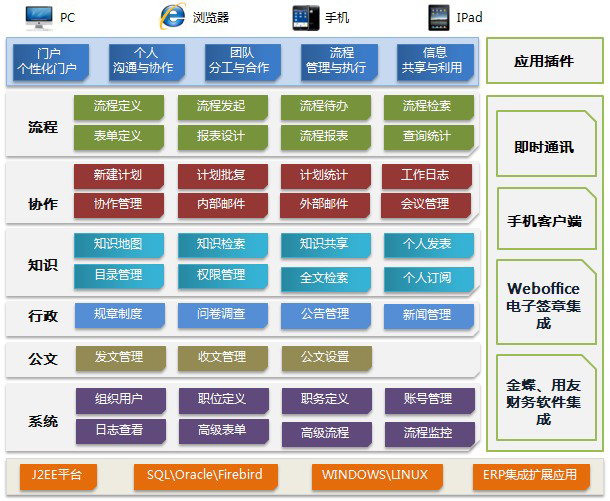 PC
浏览器
手机
IPad
门户
个性化门户
个人
沟通与协作
团队
分工与合作
流程
管理与执行
信息
共享与利用
应用插件
流程
流程定义
流程发起
流程待办
流程检索
表单定义
报表设计
流程报表
查询统计
协作
新建计划
计划批复
计划统计
工作日志
协作管理
内部邮件
外部邮件
会议管理
知识
知识地图
知识检索
知识共享
个人发表
目录管理
权限管理
全文检索
个人订阅
行政
规章制度
问卷调查
公告管理
新闻管理
公文
发文管理
收文管理
公文设置
系统
组织用户
职位定义
职务定义
账号管理
日志查看
高级表单
高级流程
流程监控
即时通讯
手机客户端
Weboffice
电子签章集
成
金蝶、用友
财务软件集
成
J2EE平台
SQL\Oracle\Firebird
WINDOWS\LINUX
ERP集成扩展应用